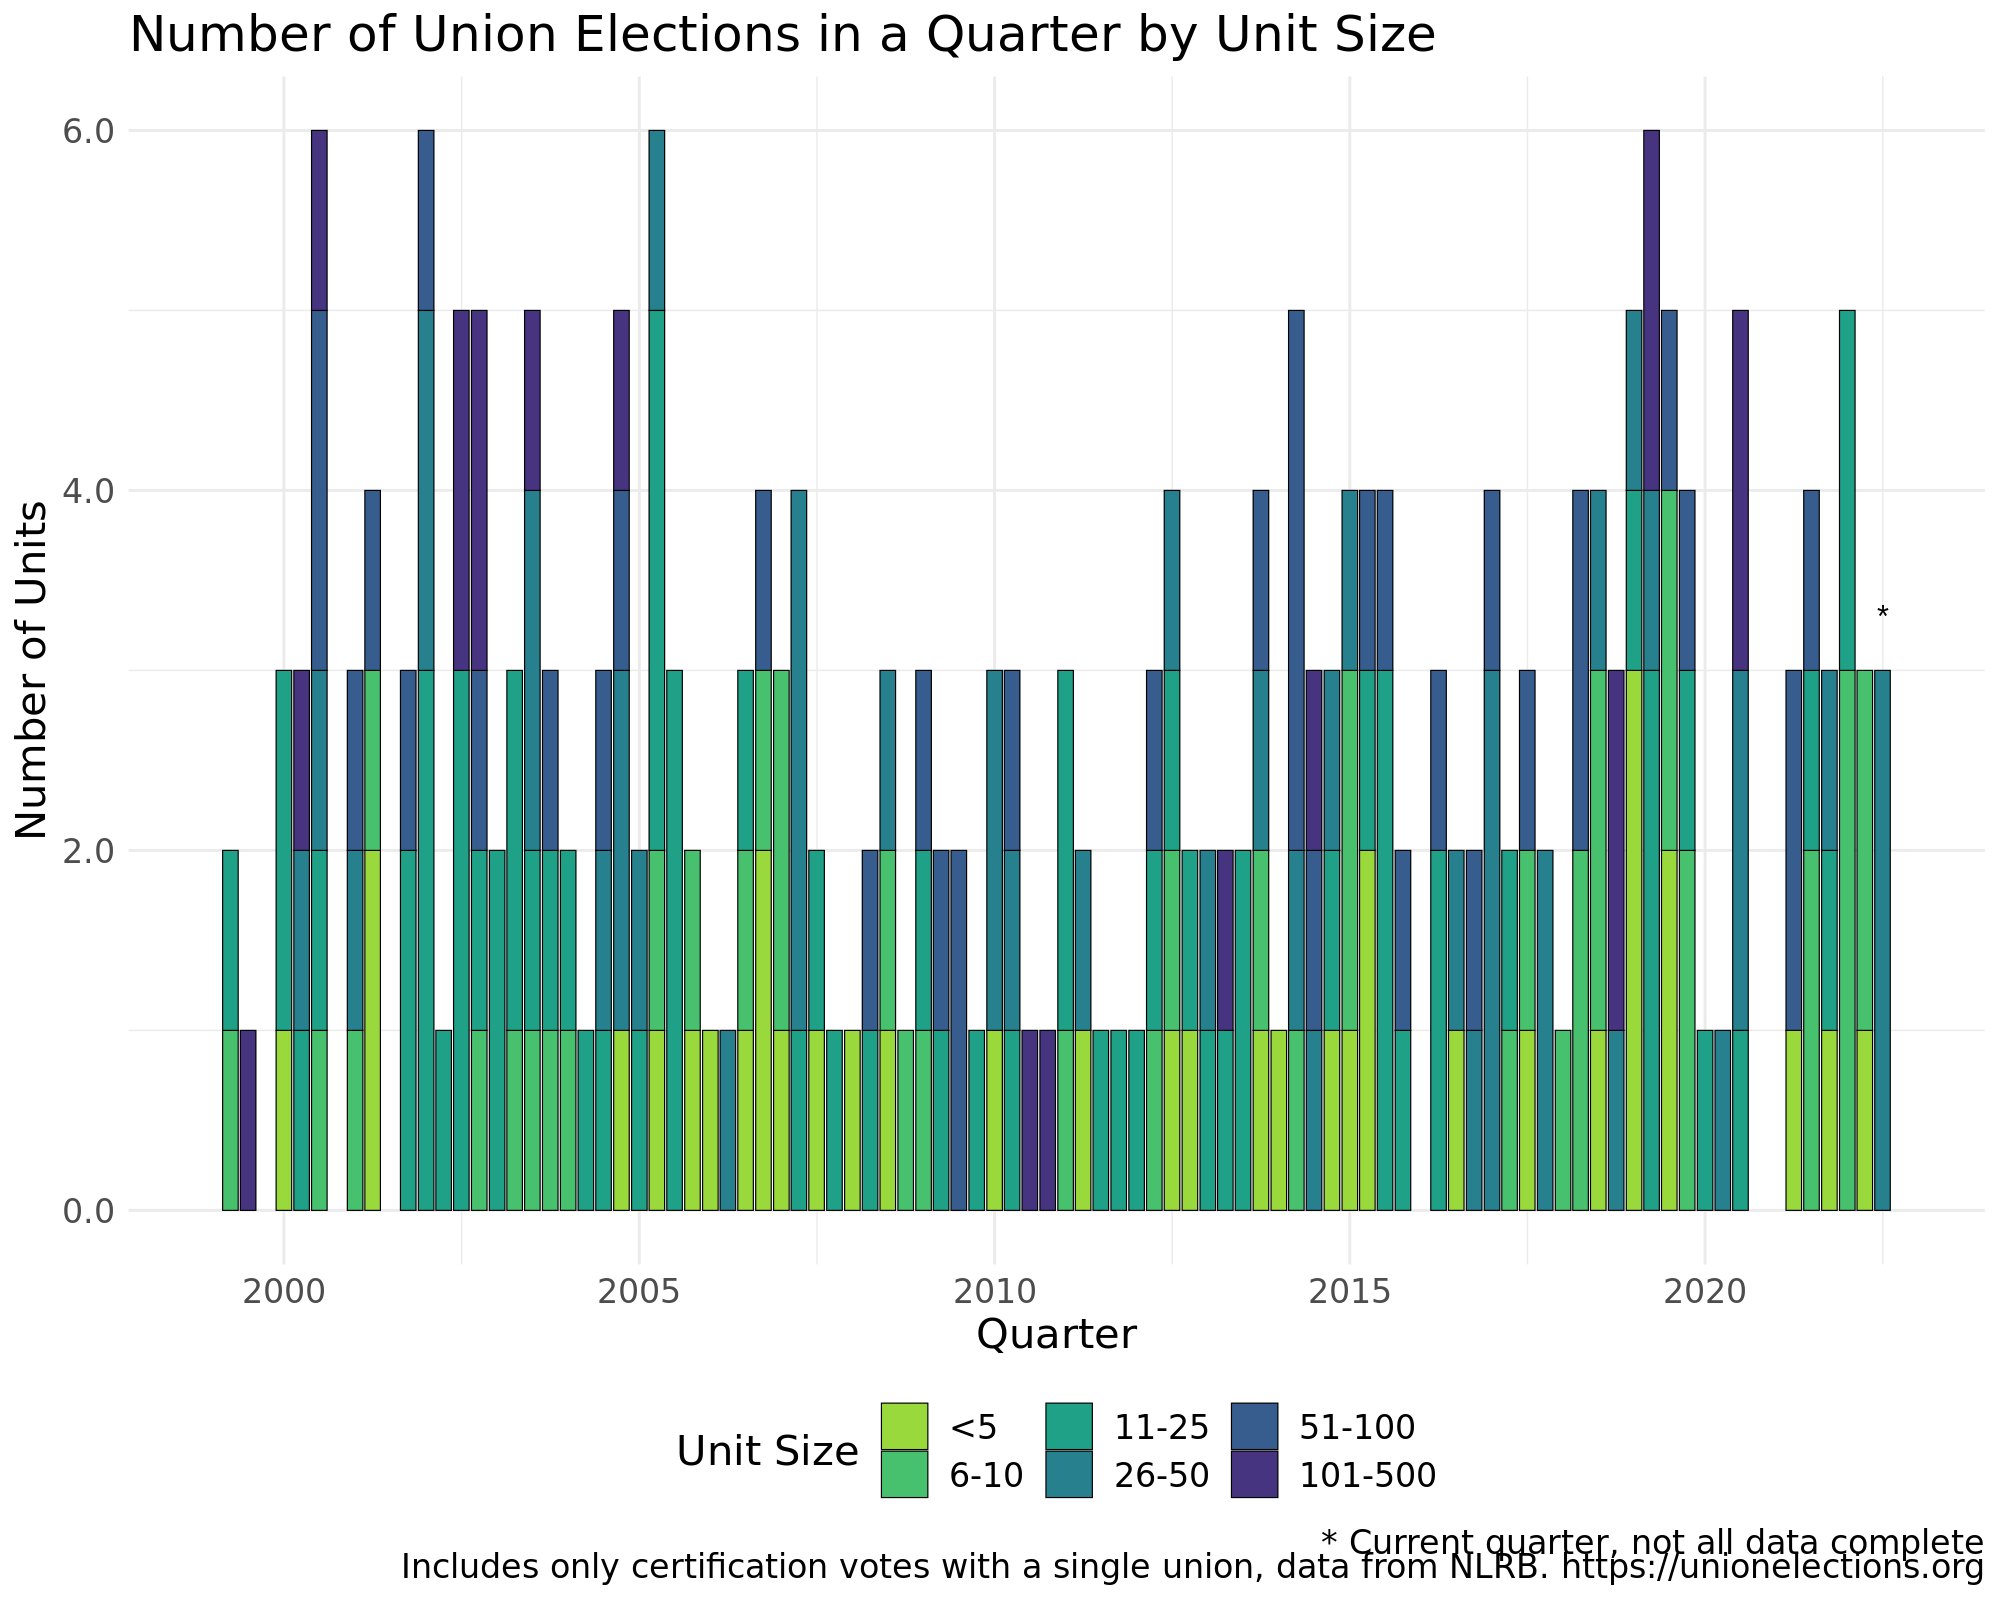 Number of Union Elections in a Quarter by Unit Size
Number of Units
6.0
4.0
2.0
0.0
*
2000 2005 2010 2015 2020
Quarter
Unit Size
<5 11-25 51-100
6-10 26-50 101-500
* Current quarter, not all data complete
Includes only certification votes with a single union, data from NLRB. https://unionelections.org